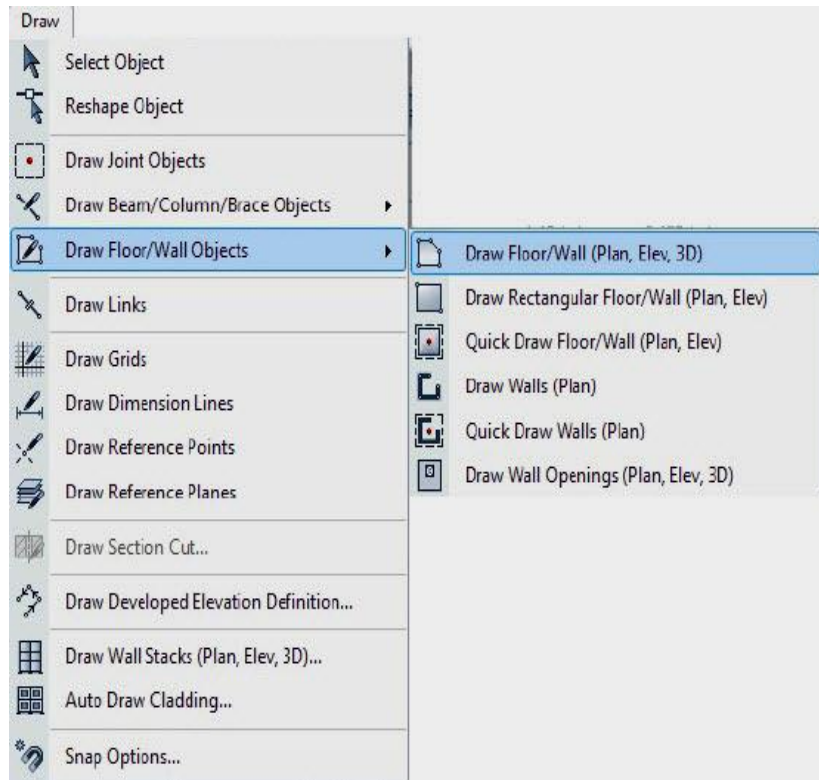 Draw
Select Object
Reshape Object
Draw Joint Objects
Draw Beam/Column/Brace Objects
Draw Floor/Wall Objects
Draw Links
Draw Grids
Draw Dimension Lines
Draw Reference Points
Draw Reference Planes
Draw Section Cut...
Draw Developed Elevation Definition...
Draw Wall Stacks (Plan, Elev, 3D)...
Auto Draw Cladding...
Snap Options...
Draw Floor/Wall (Plan, Elev, 3D)
Draw Rectangular Floor/Wall (Plan, Elev)
Quick Draw Floor/Wall (Plan, Elev)
Draw Walls (Plan)
Quick Draw Walls (Plan)
Draw Wall Openings (Plan, Elev, 3D)